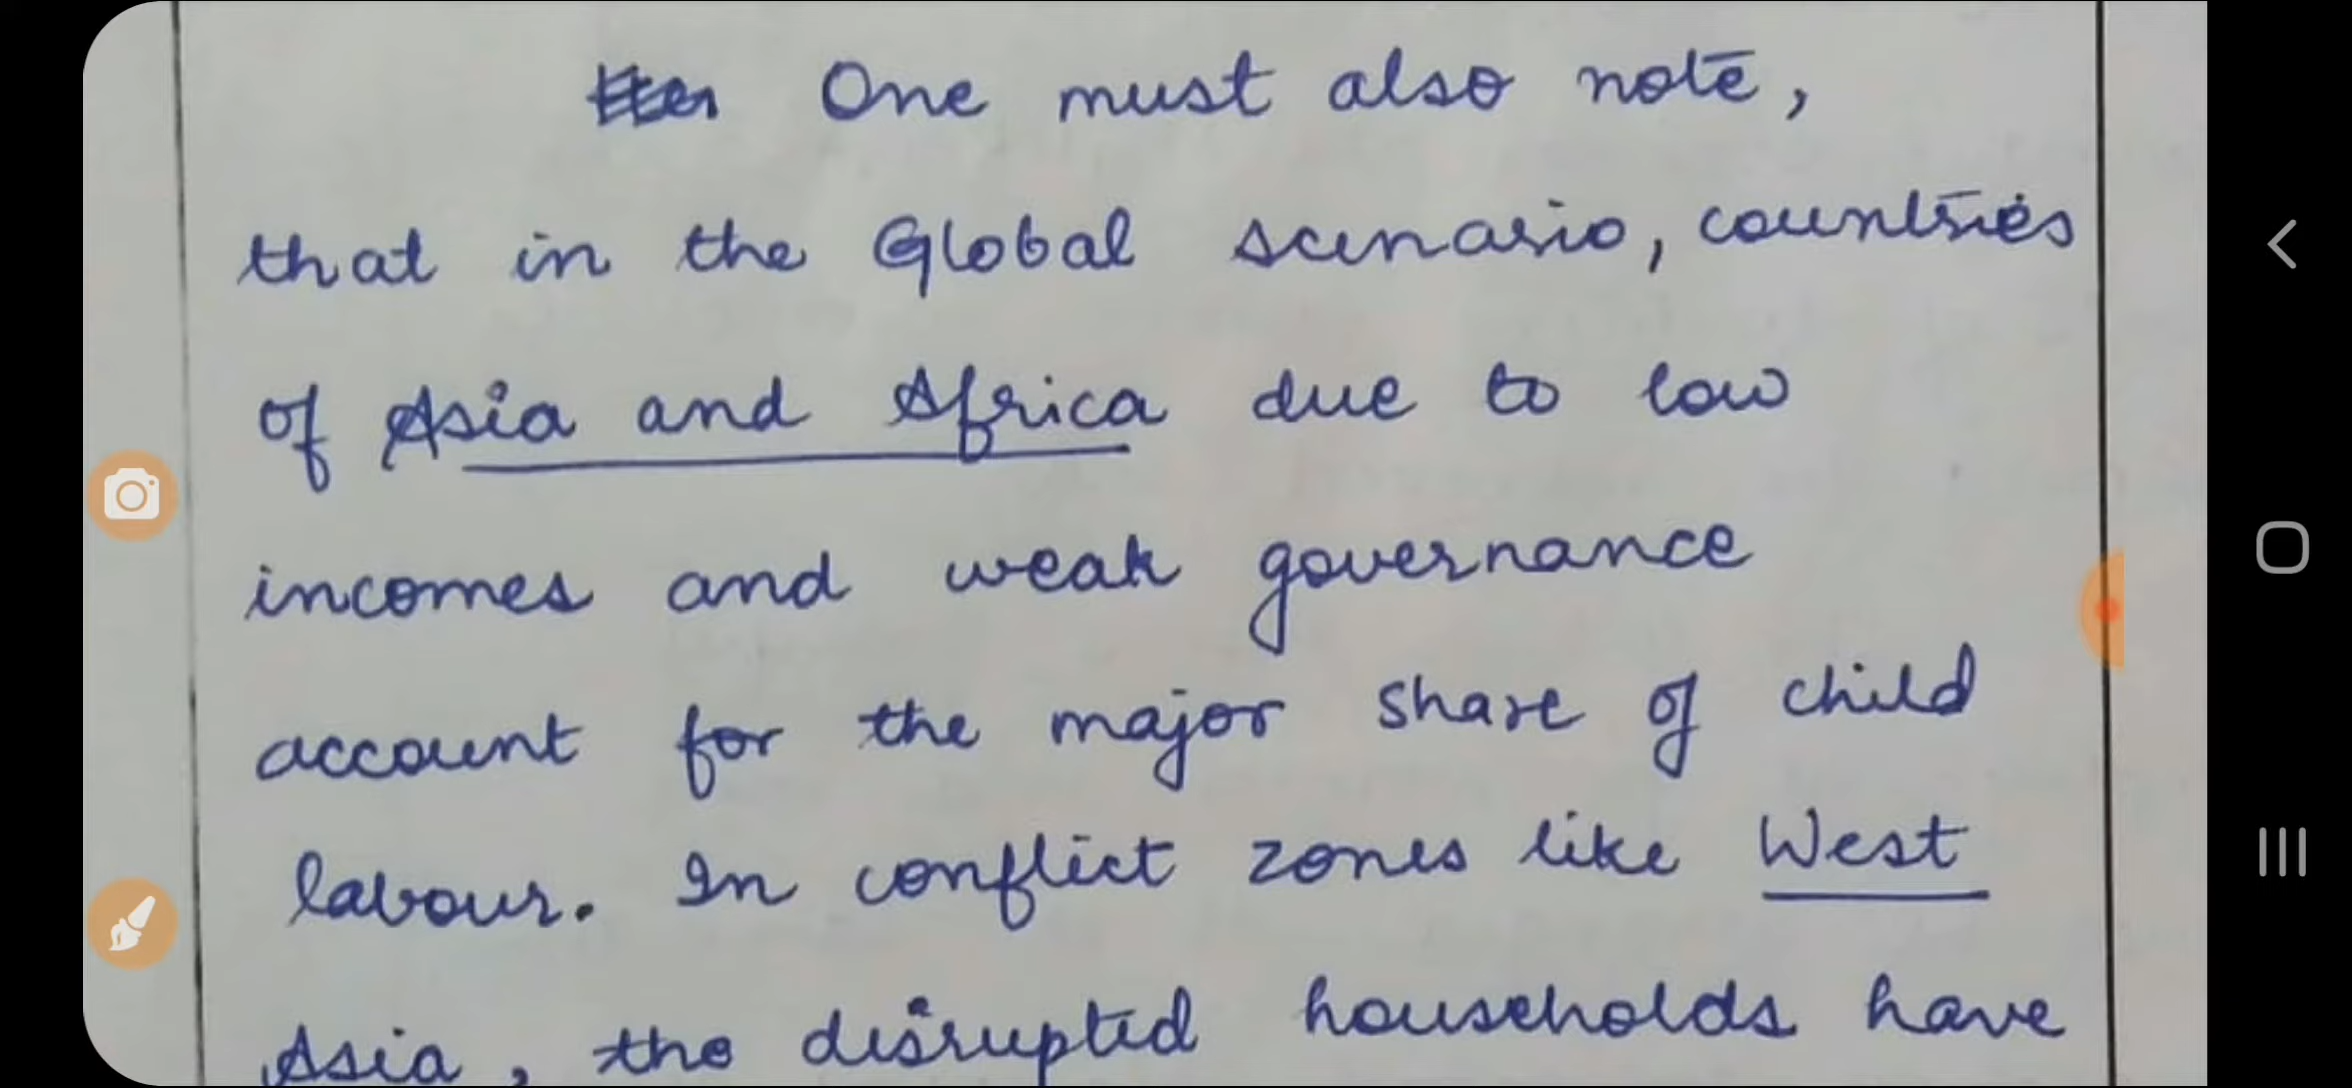 One must also note,
that in the Global scenario, countries
of Asia and Africa due to low
incomes and weak governance
account for the major share of child
labour. In conflict zones like West
Asia, the disrupted households have